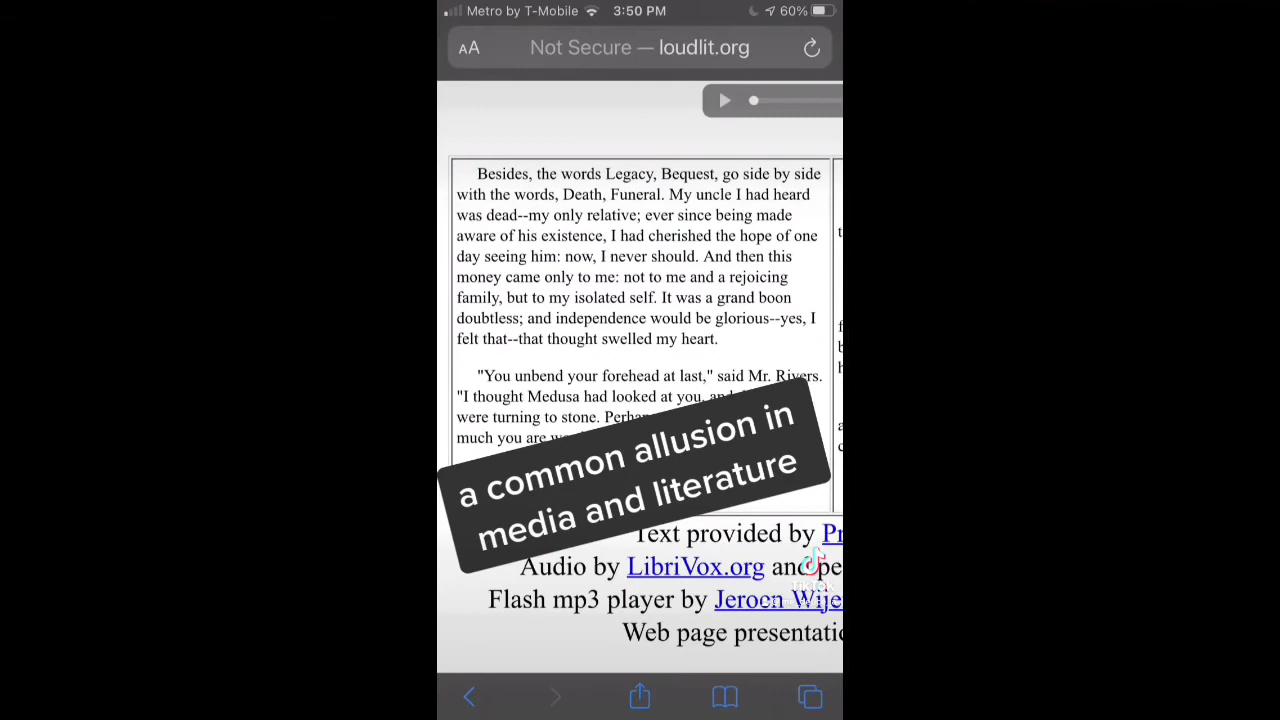 Metro by T-Mobile 3:50 PM 60%
AA Not Secure — loudlit.org
Besides, the words Legacy, Bequest, go side by side
with the words, Death, Funeral. My uncle I had heard
was dead--my only relative; ever since being made
aware of his existence, I had cherished the hope of one
day seeing him: now, I never should. And then this
money came only to me: not to me and a rejoicing
family, but to my isolated self. It was a grand boon
doubtless; and independence would be glorious--yes, I
felt that--that thought swelled my heart.
"You unbend your forehead at last," said Mr. Rivers.
"I thought Medusa had looked at you, and
were turning to stone.
much you are
a common allusion in
media and literature
Text provided by
Audio by LibriVox.org and
Flash mp3 player by Jeroen
Web page
TikTok